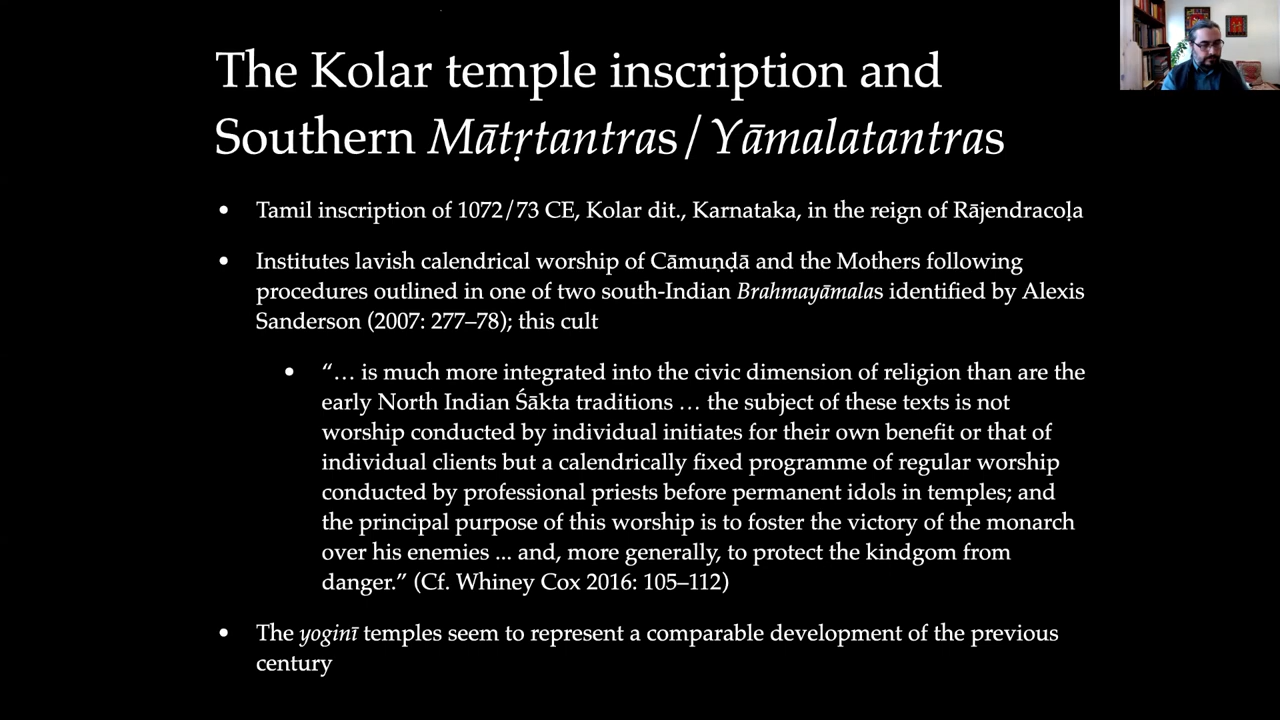 The Kolar temple inscription and
Southern Mātṛtantras/Yāmalatantras
• Tamil inscription of 1072/73 CE, Kolar dit., Karnataka, in the reign of Rājendracoḷa
• Institutes lavish calendrical worship of Cāmuṇḍā and the Mothers following
procedures outlined in one of two south-Indian Brahmayāmalas identified by Alexis
Sanderson (2007: 277–78); this cult
• “… is much more integrated into the civic dimension of religion than are the
early North Indian Śākta traditions … the subject of these texts is not
worship conducted by individual initiates for their own benefit or that of
individual clients but a calendrically fixed programme of regular worship
conducted by professional priests before permanent idols in temples; and
the principal purpose of this worship is to foster the victory of the monarch
over his enemies ... and, more generally, to protect the kindgom from
danger.” (Cf. Whiney Cox 2016: 105–112)
• The yoginī temples seem to represent a comparable development of the previous
century